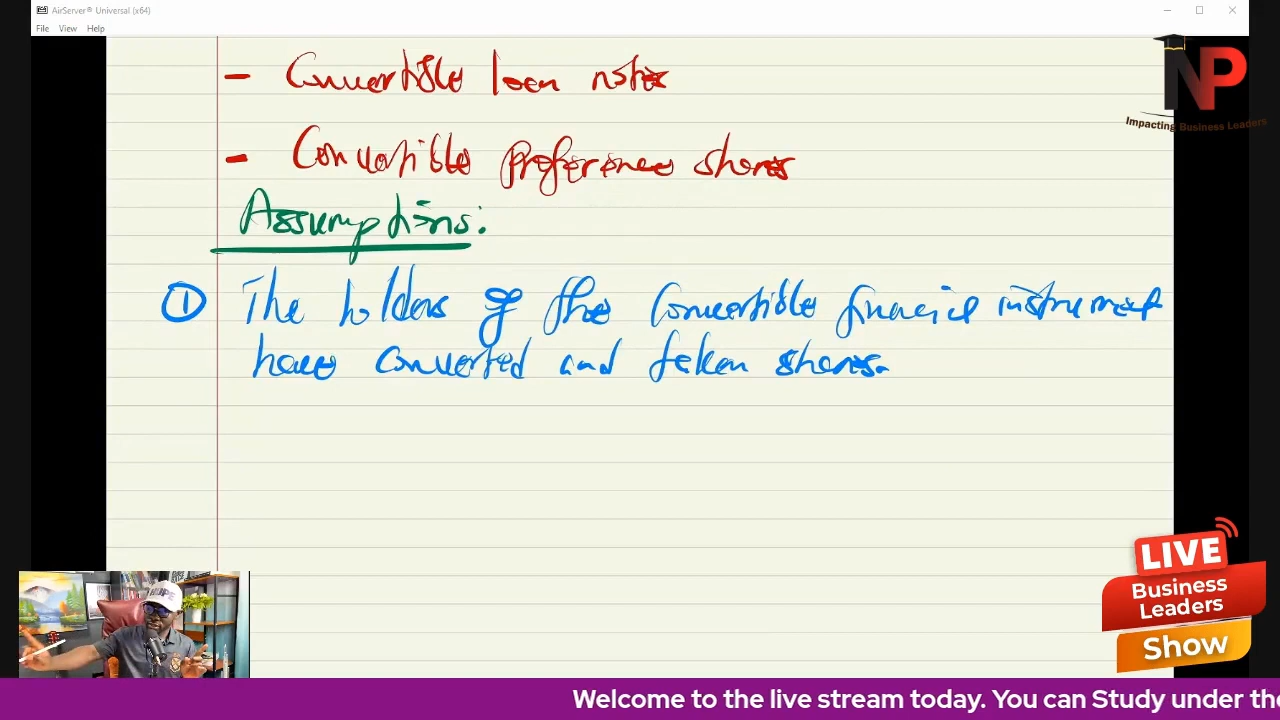 AirServer® Universal (x64)
File View Help
- Convertible loan notes
- Convertible preference shares
Assumptions:
① The holders of the convertible financial instrument
have converted and taken shares.
NP
Impacting Business Leaders
LIVE
Business
Leaders
Show
Welcome to the live stream today. You can Study under the